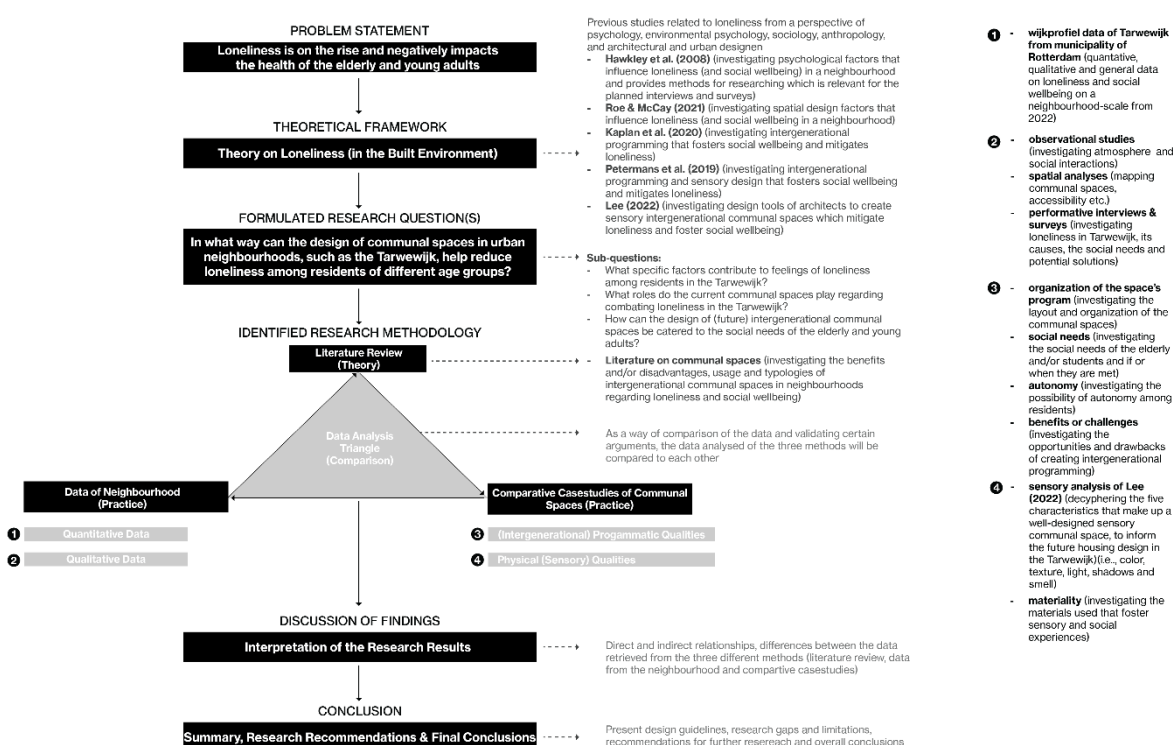 PROBLEM STATEMENT
Loneliness is on the rise and negatively impacts
the health of the elderly and young adults
THEORETICAL FRAMEWORK
Theory on Loneliness (in the Built Environment)
FORMULATED RESEARCH QUESTION(S)
In what way can the design of communal spaces in urban
neighbourhoods, such as the Tarwewijk, help reduce
loneliness among residents of different age groups?
IDENTIFIED RESEARCH METHODOLOGY
Literature Review
(Theory)
Data Analysis
Triangle
(Comparison)
Data of Neighbourhood
(Practice)
Comparative Casestudies of Communal
Spaces (Practice)
1 Quantitative Data
2 Qualitative Data
3 (Intergenerational) Progammatic Qualities
4 Physical (Sensory) Qualities
DISCUSSION OF FINDINGS
Interpretation of the Research Results
CONCLUSION
Summary, Research Recommendations & Final Conclusions
Previous studies related to loneliness from a perspective of
psychology, environmental psychology, sociology, anthropology,
and architectural and urban designen
- Hawkley et al. (2008) (investigating psychological factors that
influence loneliness (and social wellbeing) in a neighbourhood
and provides methods for researching which is relevant for the
planned interviews and surveys)
- Roe & McCay (2021) (investigating spatial design factors that
influence loneliness (and social wellbeing in a neighbourhood)
- Kaplan et al. (2020) (investigating intergenerational
programming that fosters social wellbeing and mitigates
loneliness)
- Petermans et al. (2019) (investigating intergenerational
programming and sensory design that fosters social wellbeing
and mitigates loneliness)
- Lee (2022) (investigating design tools of architects to create
sensory intergenerational communal spaces which mitigate
loneliness and foster social wellbeing)
Sub-questions:
- What specific factors contribute to feelings of loneliness
among residents in the Tarwewijk?
- What roles do the current communal spaces play regarding
combating loneliness in the Tarwewijk?
- How can the design of (future) intergenerational communal
spaces be catered to the social needs of the elderly and young
adults?
- Literature on communal spaces (investigating the benefits
and/or disadvantages, usage and typologies of
intergenerational communal spaces in neighbourhoods
regarding loneliness and social wellbeing)
As a way of comparison of the data and validating certain
arguments, the data analysed of the three methods will be
compared to each other
Direct and indirect relationships, differences between the data
retrieved from the three different methods (literature review, data
from the neighbourhood and compartive casestudies)
Present design guidelines, research gaps and limitations,
recommendations for further resereach and overall conclusions
1 - wijkprofiel data of Tarwewijk
from municipality of
Rotterdam (quantative,
qualitative and general data
on loneliness and social
wellbeing on a
neighbourhood-scale from
2022)
2 - observational studies
(investigating atmosphere and
social interactions)
- spatial analyses (mapping
communal spaces,
accessibility etc.)
- performative interviews &
surveys (investigating
loneliness in Tarwewijk, its
causes, the social needs and
potential solutions)
3 - organization of the space's
program (investigating the
layout and organization of the
communal spaces)
- social needs (investigating
the social needs of the elderly
and/or students and if or
when they are met)
- autonomy (investigating the
possibility of autonomy among
residents)
- benefits or challenges
(investigating the
opportunities and drawbacks
of creating intergenerational
programming)
4 - sensory analysis of Lee
(2022) (decyphering the five
characteristics that make up a
well-designed sensory
communal space, to inform
the future housing design in
the Tarwewijk)(i.e.., color,
texture, light, shadows and
smell)
- materiality (investigating the
materials used that foster
sensory and social
experiences)